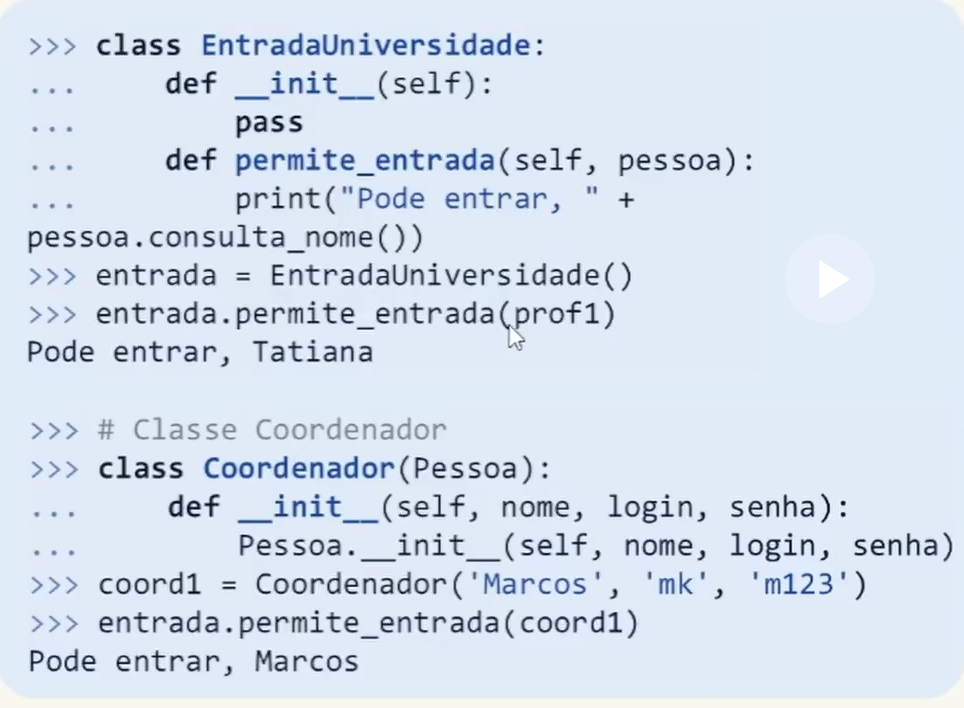 >>> class EntradaUniversidade:
...     def __init__(self):
...         pass
...     def permite_entrada(self, pessoa):
...         print("Pode entrar, " +
pessoa.consulta_nome())
>>> entrada = EntradaUniversidade()
>>> entrada.permite_entrada(prof1)
Pode entrar, Tatiana
>>> # Classe Coordenador
>>> class Coordenador(Pessoa):
...     def __init__(self, nome, login, senha):
...         Pessoa.__init__(self, nome, login, senha)
>>> coord1 = Coordenador('Marcos', 'mk', 'm123')
>>> entrada.permite_entrada(coord1)
Pode entrar, Marcos